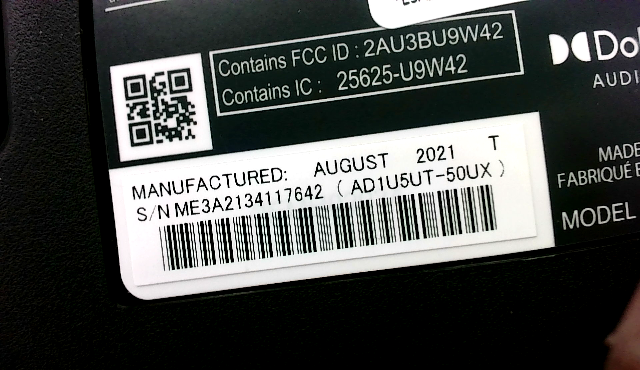 Contains FCC ID : 2AU3BU9W42
Contains IC : 25625-U9W42
MANUFACTURED: AUGUST 2021 T
S/N ME3A2134117642 ( AD1U5UT-50UX )
AUDI
MADE
FABRIQUÉ E
MODEL